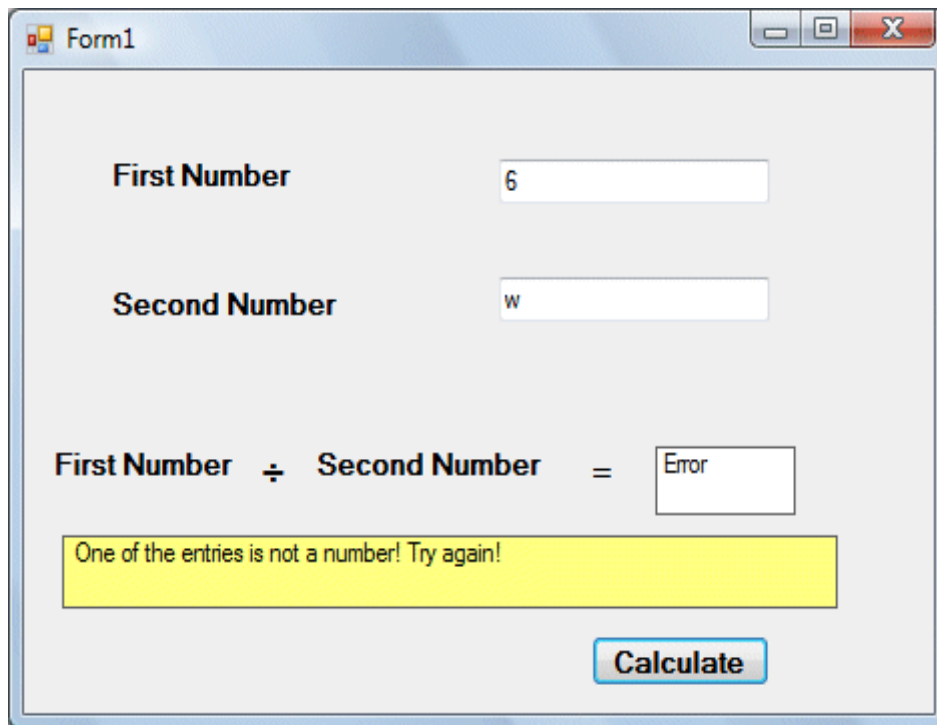 Form1
First Number 6
Second Number w
First Number ÷ Second Number = Error
One of the entries is not a number! Try again!
Calculate